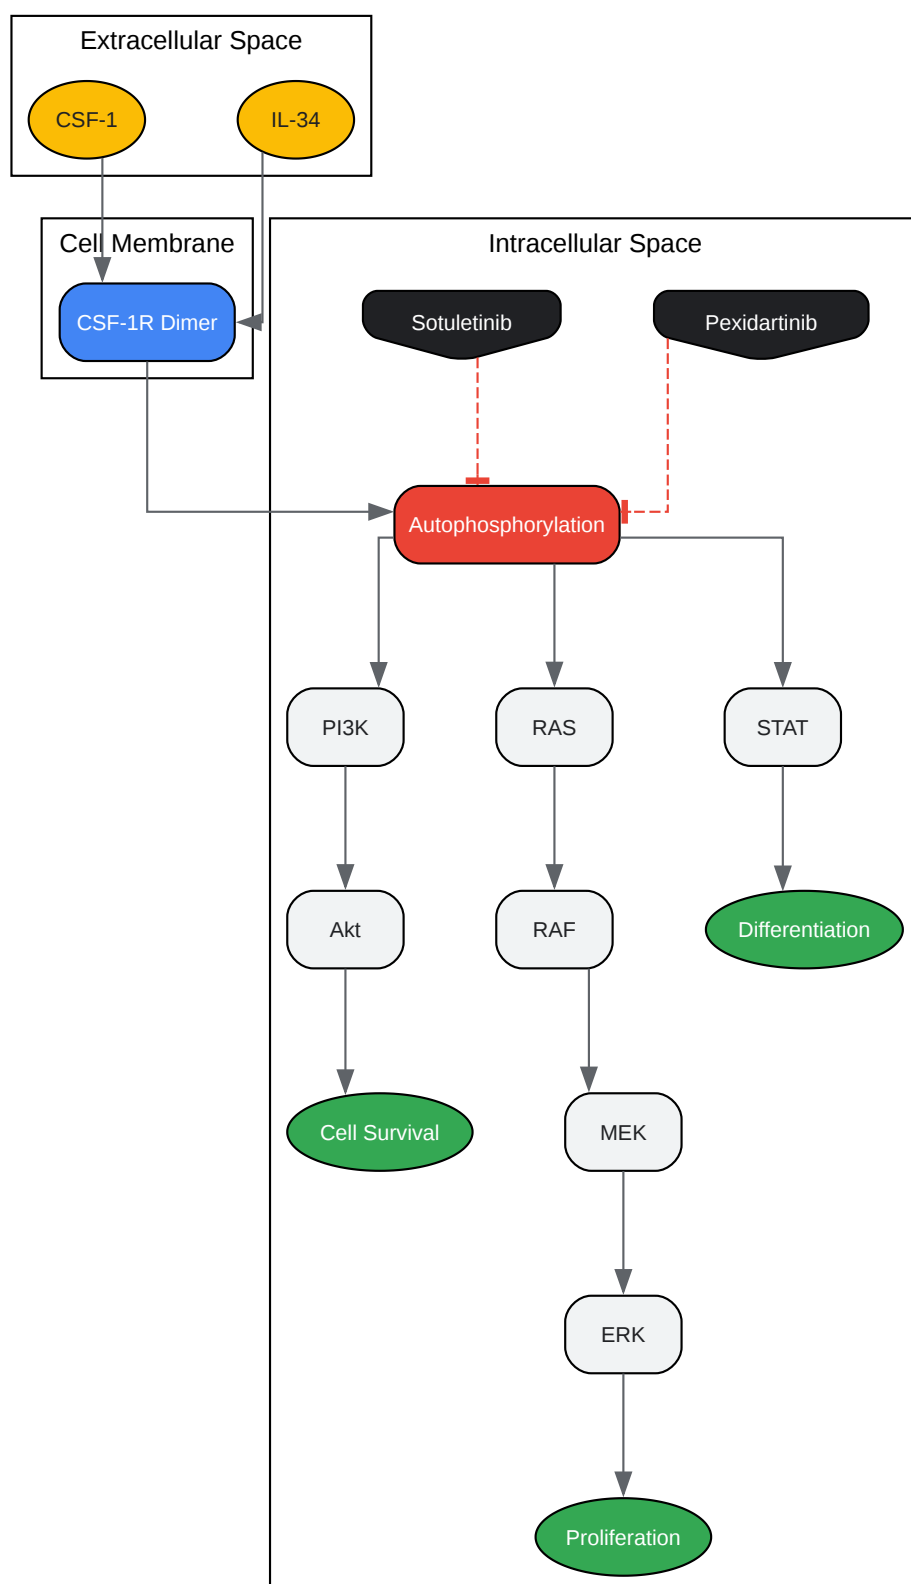 Extracellular Space
CSF-1
IL-34
Cell Membrane
CSF-1R Dimer
Intracellular Space
Sotuletinib
Pexidartinib
Autophosphorylation
PI3K
RAS
STAT
Akt
RAF
Differentiation
Cell Survival
MEK
ERK
Proliferation